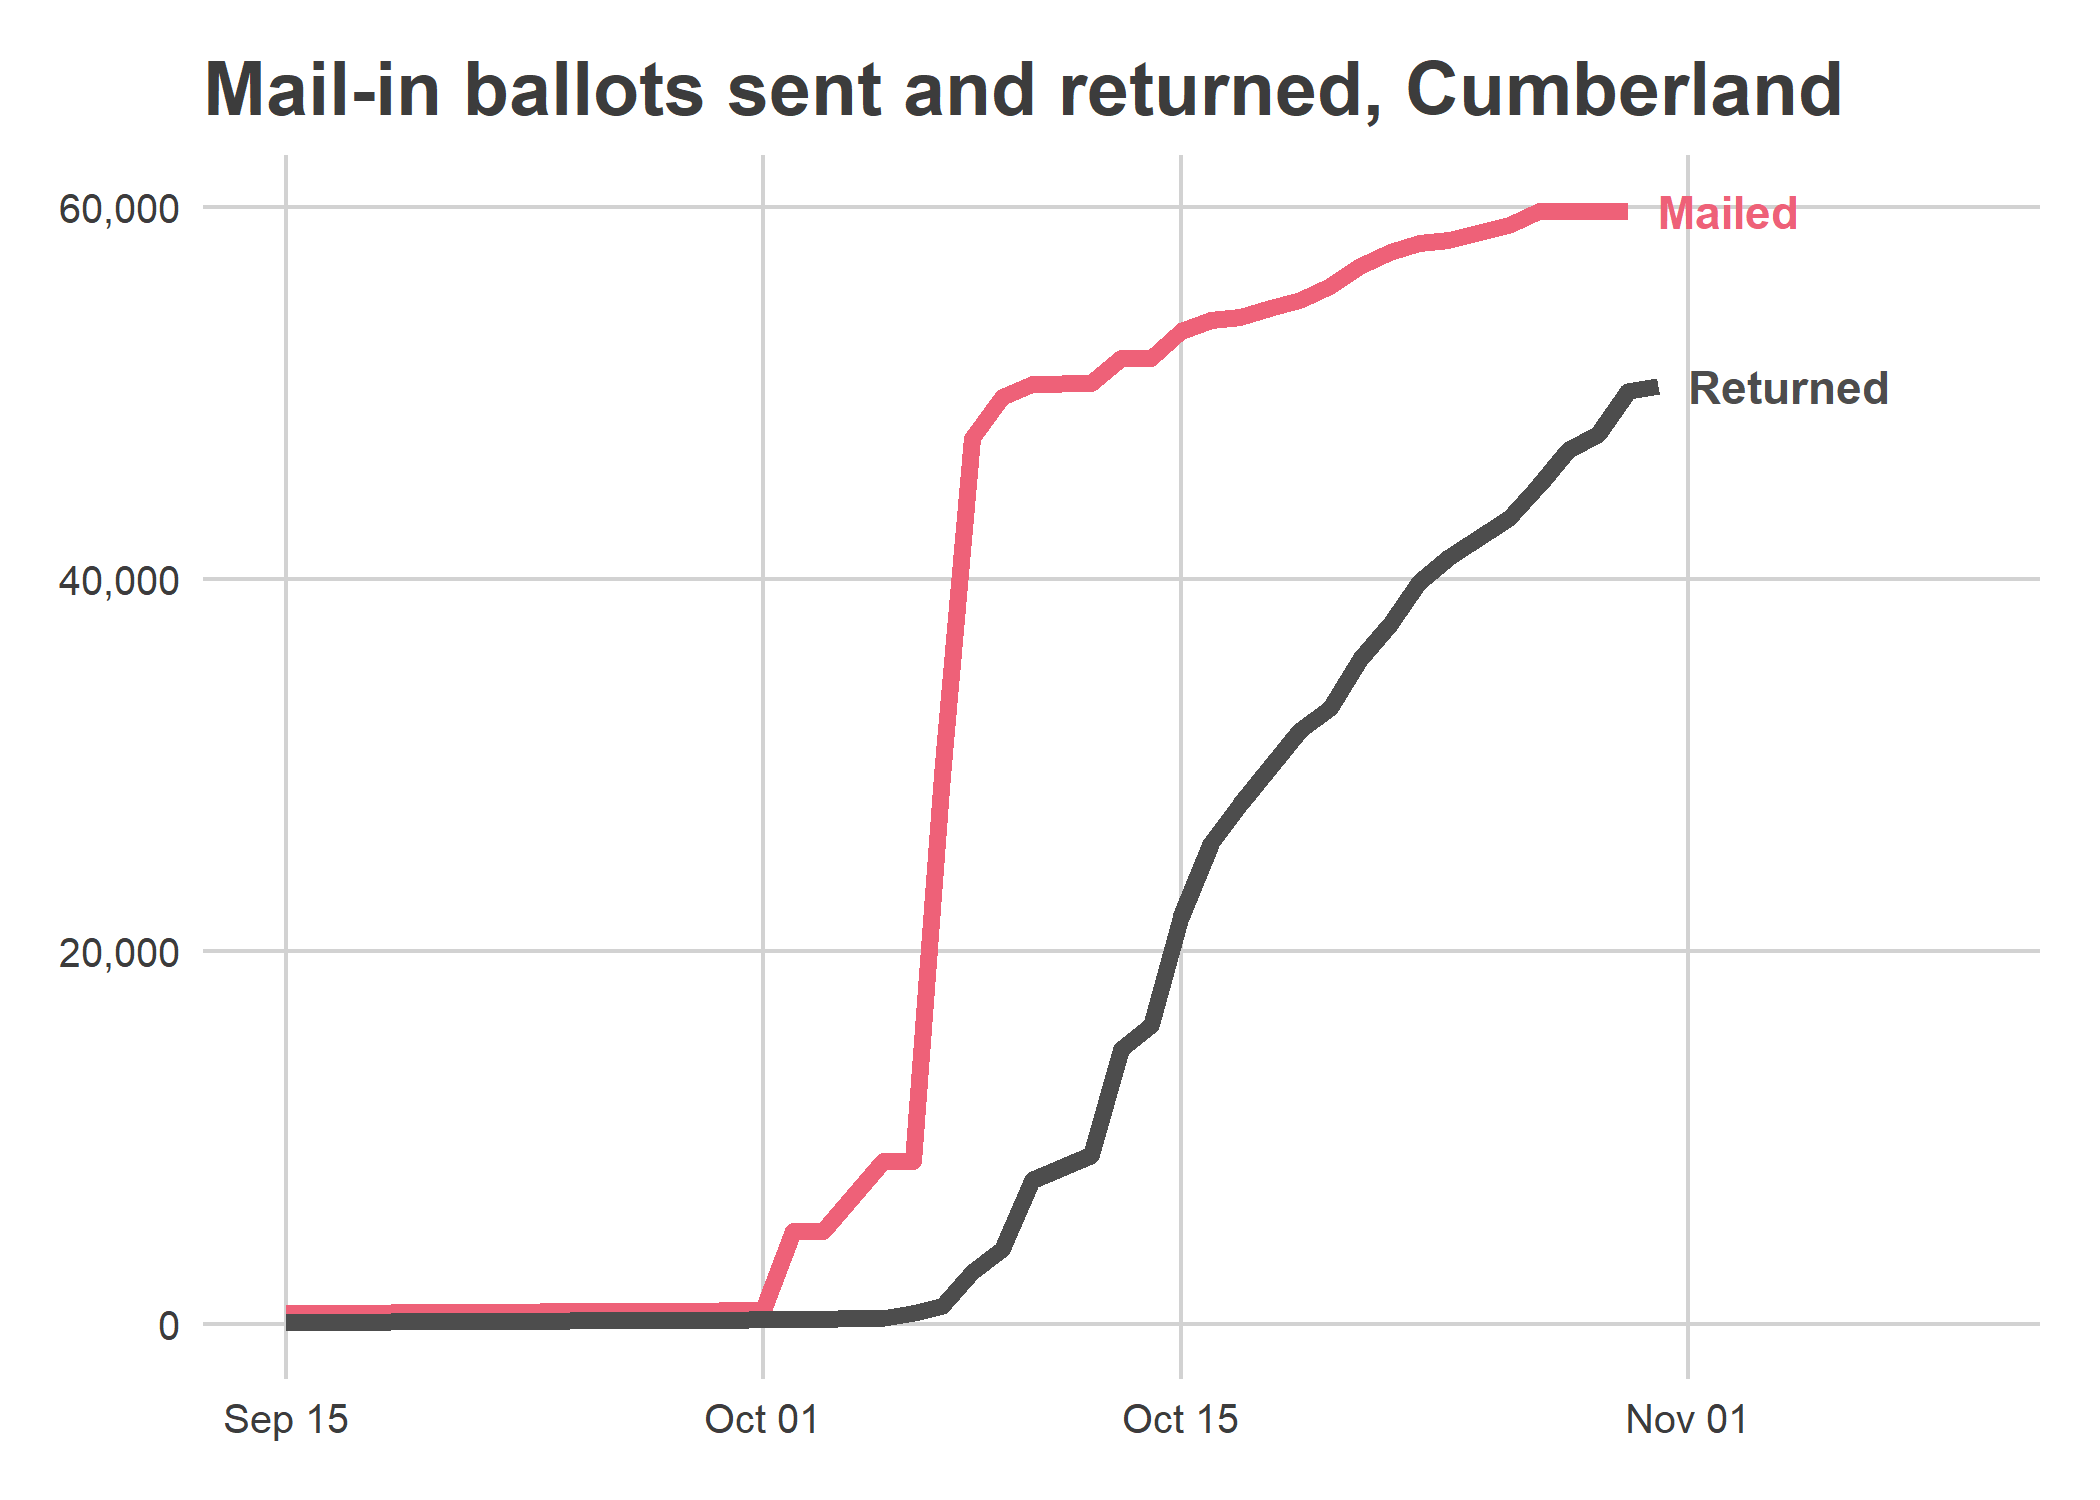 Mail-in ballots sent and returned, Cumberland
60,000
Mailed
Returned
40,000
20,000
0
Sep 15
Oct 01
Oct 15
Nov 01